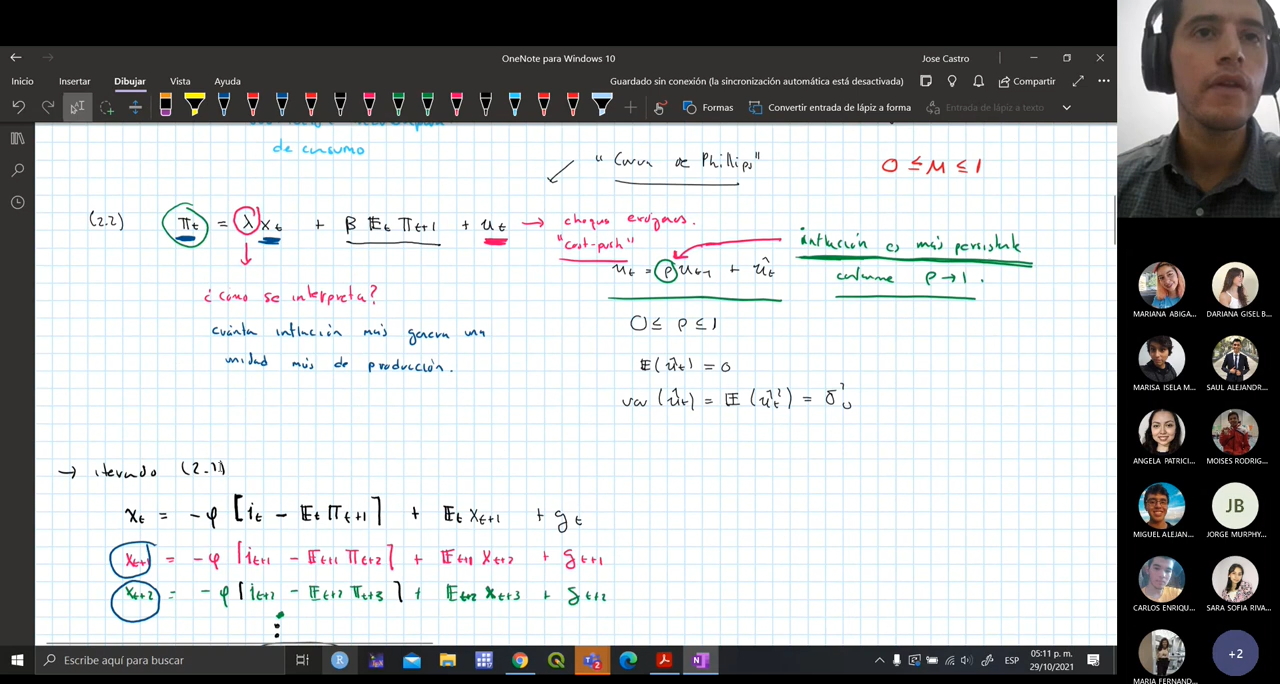 OneNote para Windows 10
Jose Castro
Inicio Insertar Dibujar Vista Ayuda
Guardado sin conexión (la sincronización automática está desactivada)
Compartir
Formas
Convertir entrada de lápiz a forma
Entrada de lápiz a texto
de consumo
"Curva de Phillips"
0 ≤ μ ≤ 1
(2.2) πt = λxt + β Et πt+1 + ut → choques exógenos.
"cost-push"
ut = ρut-1 + ût
inflación es más persistente
conforme ρ → 1.
¿cómo se interpreta?
cuánta inflación más genera una
unidad más de producción.
0 ≤ ρ ≤ 1
E(ût) = 0
var (ût) = E (ût²) = σ²u
→ iterando (2.1)
xt = -φ [it - Et πt+1] + Et xt+1 + gt
xt+1 = -φ [it+1 - Et+1 πt+2] + Et+1 xt+2 + gt+1
xt+2 = -φ [it+2 - Et+2 πt+3] + Et+2 xt+3 + gt+2
MARIANA ABIGA...
DARIANA GISEL B...
MARISA ISELA M...
SAUL ALEJANDR...
ANGELA PATRICI...
MOISES RODRIG...
JB
MIGUEL ALEJAN...
JORGE MURPHY...
CARLOS ENRIQU...
SARA SOFIA RIVA...
MARIA FERNAND...
+2
Escribe aquí para buscar
ESP
05:11 p. m.
29/10/2021